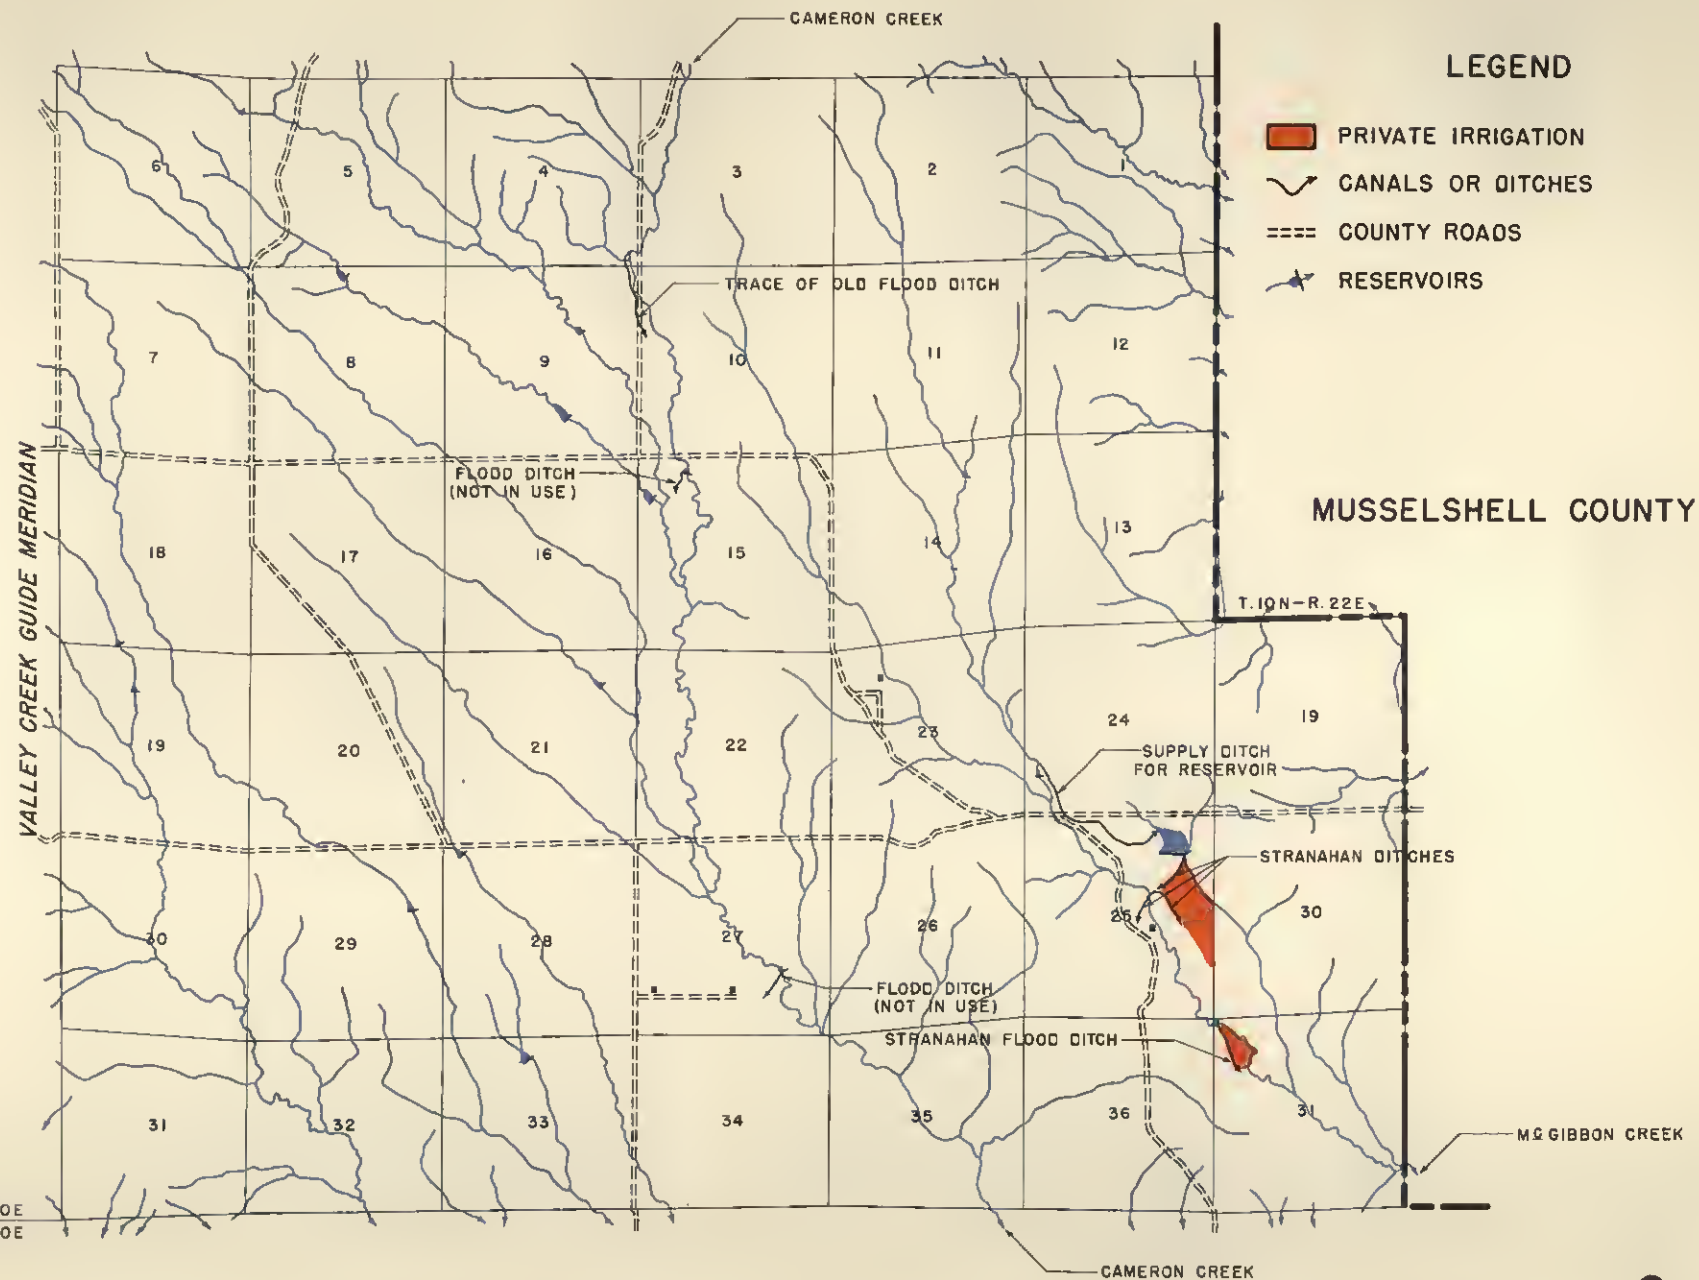 CAMERON CREEK
LEGEND
PRIVATE IRRIGATION
CANALS OR DITCHES
COUNTY ROADS
RESERVOIRS
6
5
4
3
2
1
TRACE OF OLD FLOOD DITCH
7
8
9
10
11
12
VALLEY CREEK GUIDE MERIDIAN
FLOOD DITCH
(NOT IN USE)
MUSSELSHELL COUNTY
18
17
16
15
14
13
T.10N-R.22E
19
20
21
22
23
24
19
SUPPLY DITCH
FOR RESERVOIR
STRANAHAN DITCHES
30
29
28
27
26
25
30
FLOOD DITCH
(NOT IN USE)
STRANAHAN FLOOD DITCH
31
32
33
34
35
36
31
McGIBBON CREEK
OE
OE
CAMERON CREEK